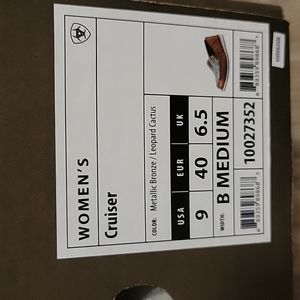 WOMEN'S
Cruiser
COLOR: Metallic Bronze / Leopard Cactus
USA EUR UK
9 40 6.5
WIDTH: B MEDIUM
10027352